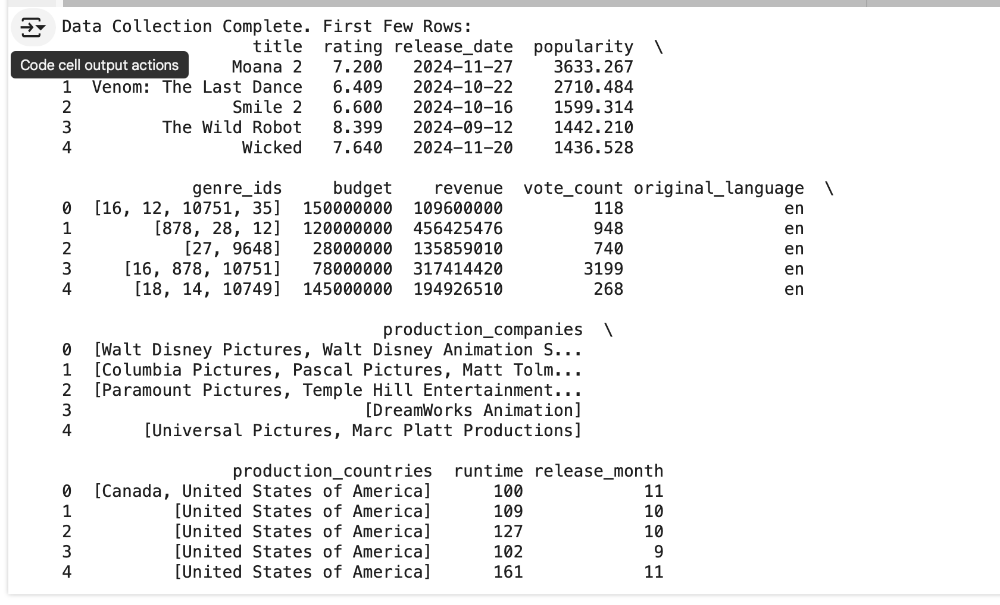 Data Collection Complete. First Few Rows:
title rating release_date popularity \
Code cell output actions
Moana 2 7.200 2024-11-27 3633.267
1 Venom: The Last Dance 6.409 2024-10-22 2710.484
2 Smile 2 6.600 2024-10-16 1599.314
3 The Wild Robot 8.399 2024-09-12 1442.210
4 Wicked 7.640 2024-11-20 1436.528
genre_ids budget revenue vote_count original_language \
0 [16, 12, 10751, 35] 150000000 109600000 118 en
1 [878, 28, 12] 120000000 456425476 948 en
2 [27, 9648] 28000000 135859010 740 en
3 [16, 878, 10751] 78000000 317414420 3199 en
4 [18, 14, 10749] 145000000 194926510 268 en
production_companies \
0 [Walt Disney Pictures, Walt Disney Animation S...
1 [Columbia Pictures, Pascal Pictures, Matt Tolm...
2 [Paramount Pictures, Temple Hill Entertainment...
3 [DreamWorks Animation]
4 [Universal Pictures, Marc Platt Productions]
production_countries runtime release_month
0 [Canada, United States of America] 100 11
1 [United States of America] 109 10
2 [United States of America] 127 10
3 [United States of America] 102 9
4 [United States of America] 161 11